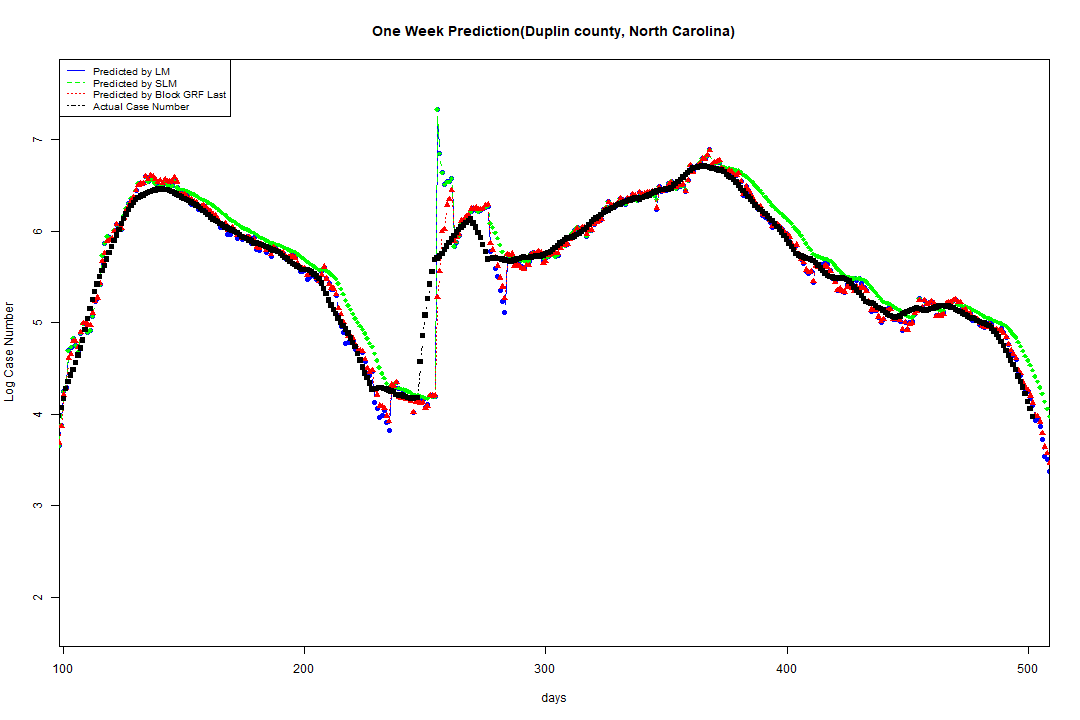 One Week Prediction(Duplin county, North Carolina)
Predicted by LM
Predicted by SLM
Predicted by Block GRF Last
Actual Case Number
7
6
5
4
3
2
Log Case Number
100 200 300 400 500
days